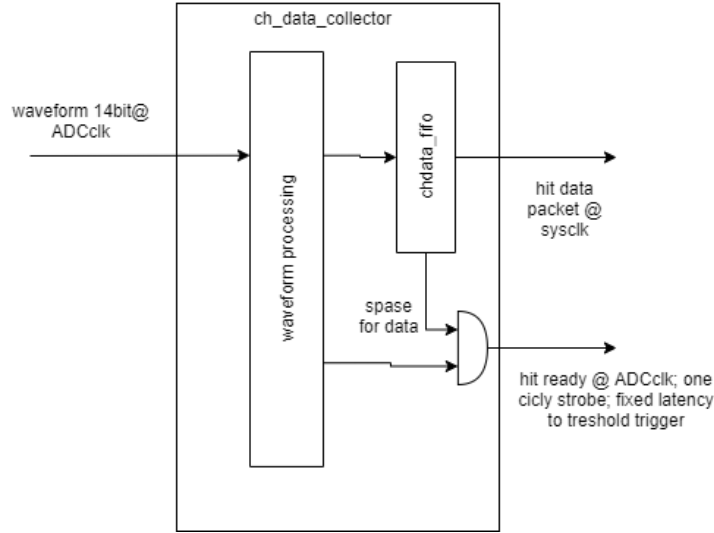 ch_data_collector
waveform 14bit@
ADCclk
waveform processing
chdata_fifo
hit data
packet @
sysclk
spase
for data
hit ready @ ADCclk; one
cicly strobe; fixed latency
to treshold trigger